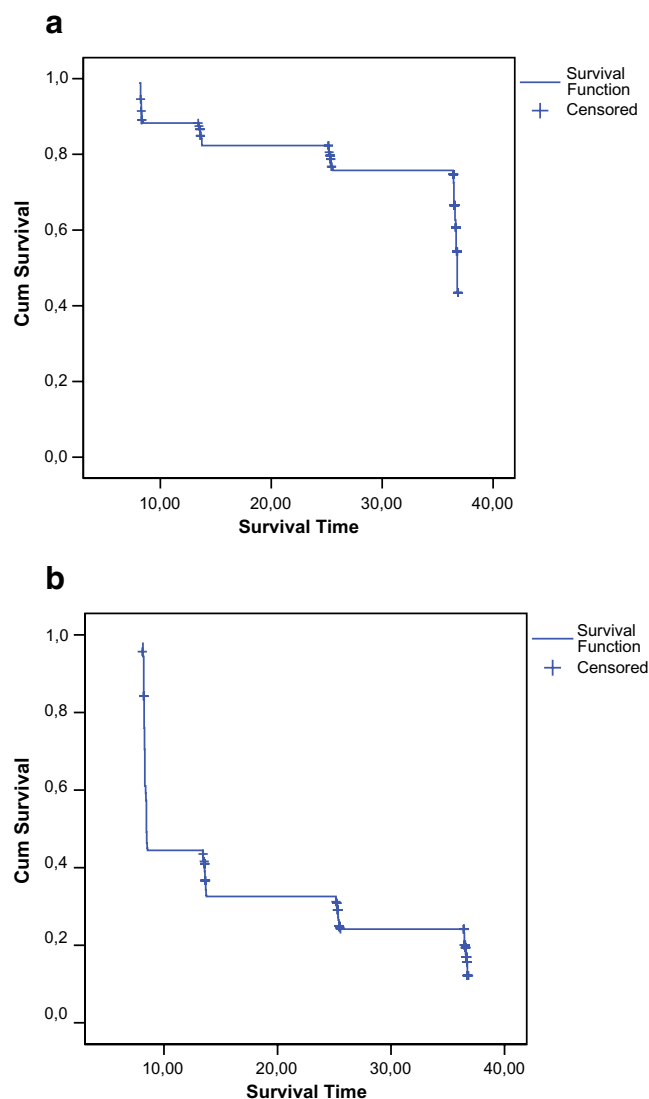 a
1,0
0,8
0,6
0,4
0,2
0,0
Cum Survival
10,00 20,00 30,00 40,00
Survival Time
Survival
Function
Censored
b
1,0
0,8
0,6
0,4
0,2
0,0
Cum Survival
10,00 20,00 30,00 40,00
Survival Time
Survival
Function
Censored